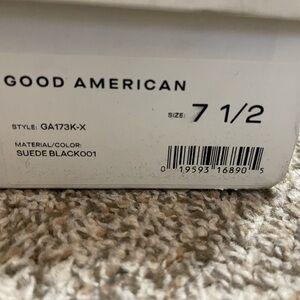 GOOD AMERICAN
SIZE: 7 1/2
STYLE: GA173K-X
MATERIAL/COLOR:
SUEDE BLACK001
0 19593 16890 5